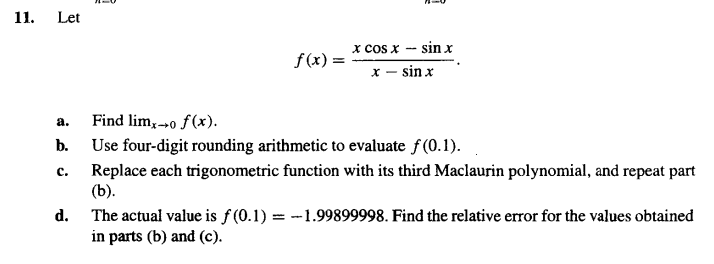 11. Let
f(x) = \frac{x \cos x - \sin x}{x - \sin x}.
a. Find lim_{x→0} f(x).
b. Use four-digit rounding arithmetic to evaluate f(0.1).
c. Replace each trigonometric function with its third Maclaurin polynomial, and repeat part
(b).
d. The actual value is f(0.1) = −1.99899998. Find the relative error for the values obtained
in parts (b) and (c).